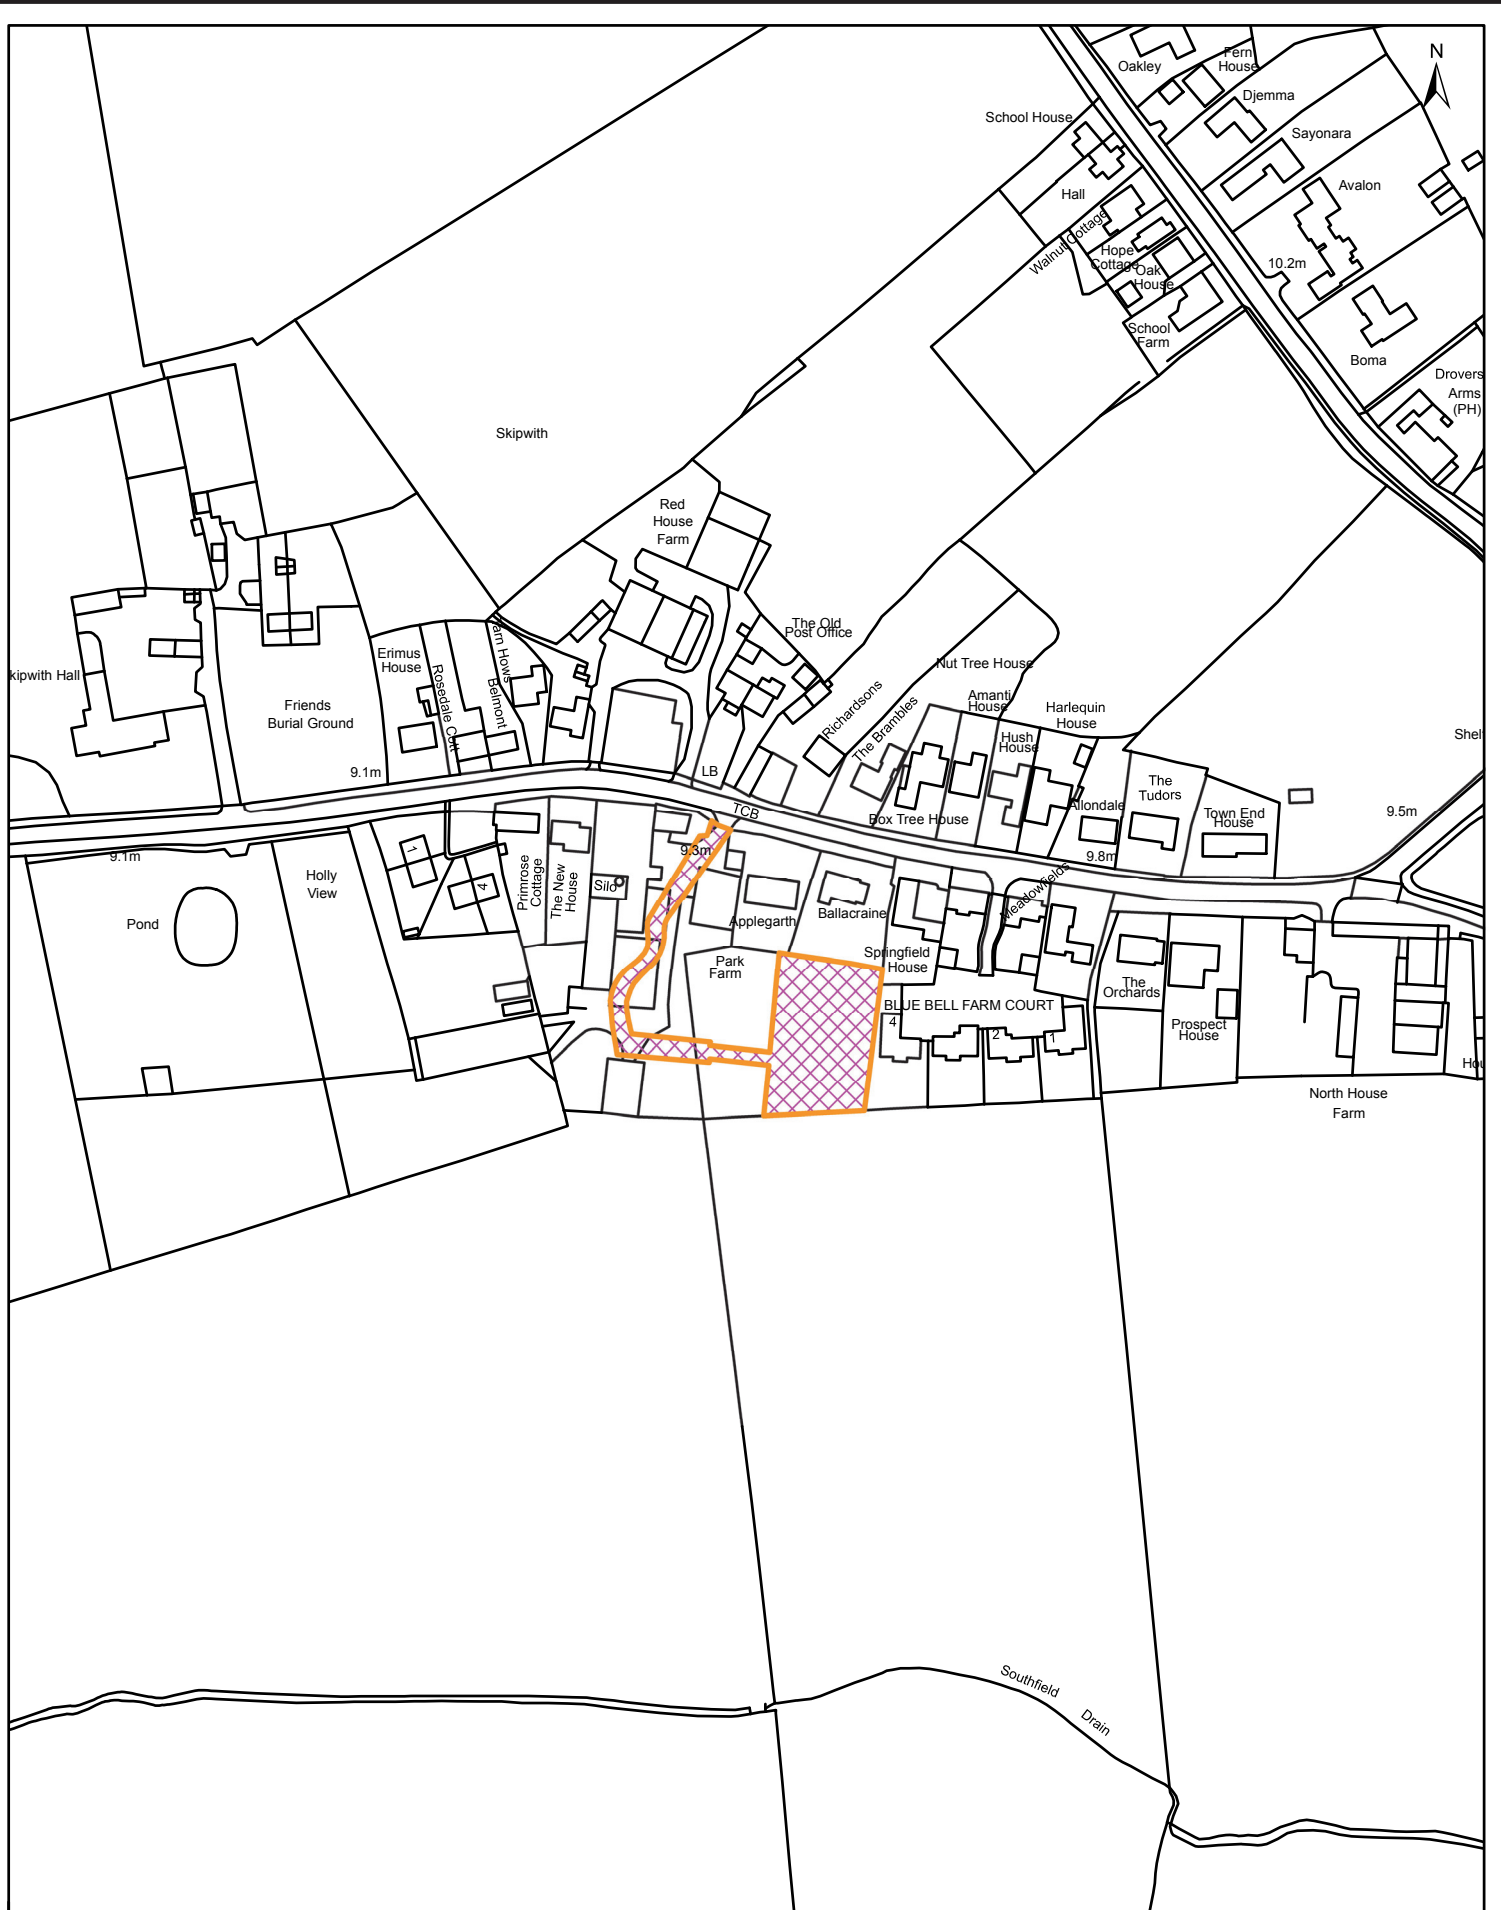 N
Oakley
Fern
House
Djemma
School House
Sayonara
Avalon
Hall
Walnut Cottage
Hope
Cottage
Oak
House
10.2m
School
Farm
Boma
Drovers
Arms
(PH)
Skipwith
Red
House
Farm
The Old
Post Office
Erimus
House
Rosedale Cott
Tarn Hows
Belmont
kipwith Hall
Friends
Burial Ground
Nut Tree House
Richardsons
The Brambles
Amanti
House
Harlequin
House
Hush
House
Shel
9.1m
LB
TCB
The
Tudors
Allondale
Town End
House
9.5m
Box Tree House
9.1m
9.3m
9.8m
1
4
Holly
View
Primrose
Cottage
The New
House
Silo
Meadowfields
Pond
Applegarth
Ballacraine
Park
Farm
Springfield
House
The
Orchards
BLUE BELL FARM COURT
4
2
1
Prospect
House
Hou
North House
Farm
Southfield
Drain